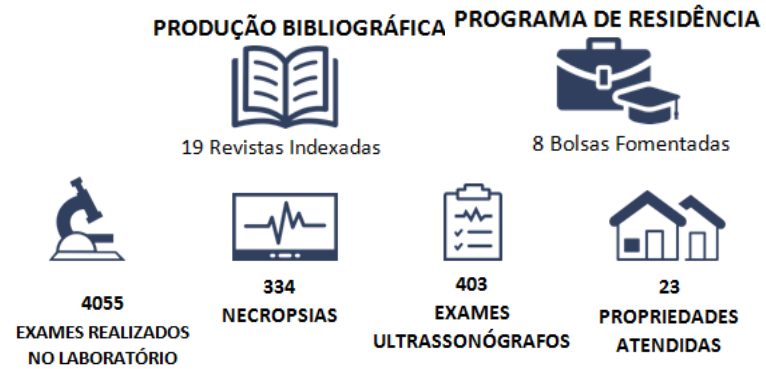 PRODUÇÃO BIBLIOGRÁFICA
19 Revistas Indexadas
PROGRAMA DE RESIDÊNCIA
8 Bolsas Fomentadas
4055
EXAMES REALIZADOS
NO LABORATÓRIO
334
NECROPSIAS
403
EXAMES
ULTRASSONÓGRAFOS
23
PROPRIEDADES
ATENDIDAS